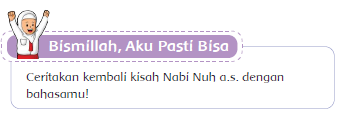 Bismillah, Aku Pasti Bisa
Ceritakan kembali kisah Nabi Nuh a.s. dengan
bahasamu!